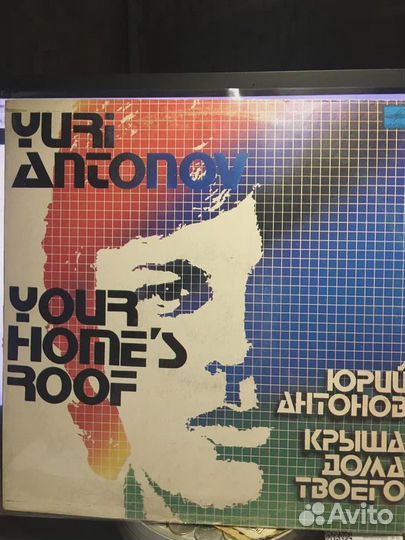 YURI
ANTONOV
YOUR
HOME'S
ROOF
ЮРИЙ
АНТОНОВ
КРЫША
ДОМА
ТВОЕГО
Avito